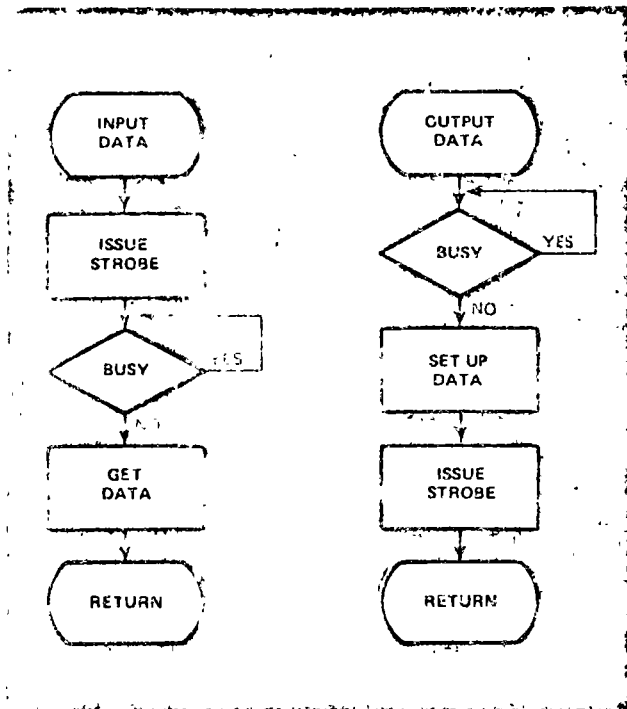 INPUT
DATA
ISSUE
STROBE
BUSY
YES
NO
GET
DATA
RETURN
OUTPUT
DATA
BUSY
YES
NO
SET UP
DATA
ISSUE
STROBE
RETURN